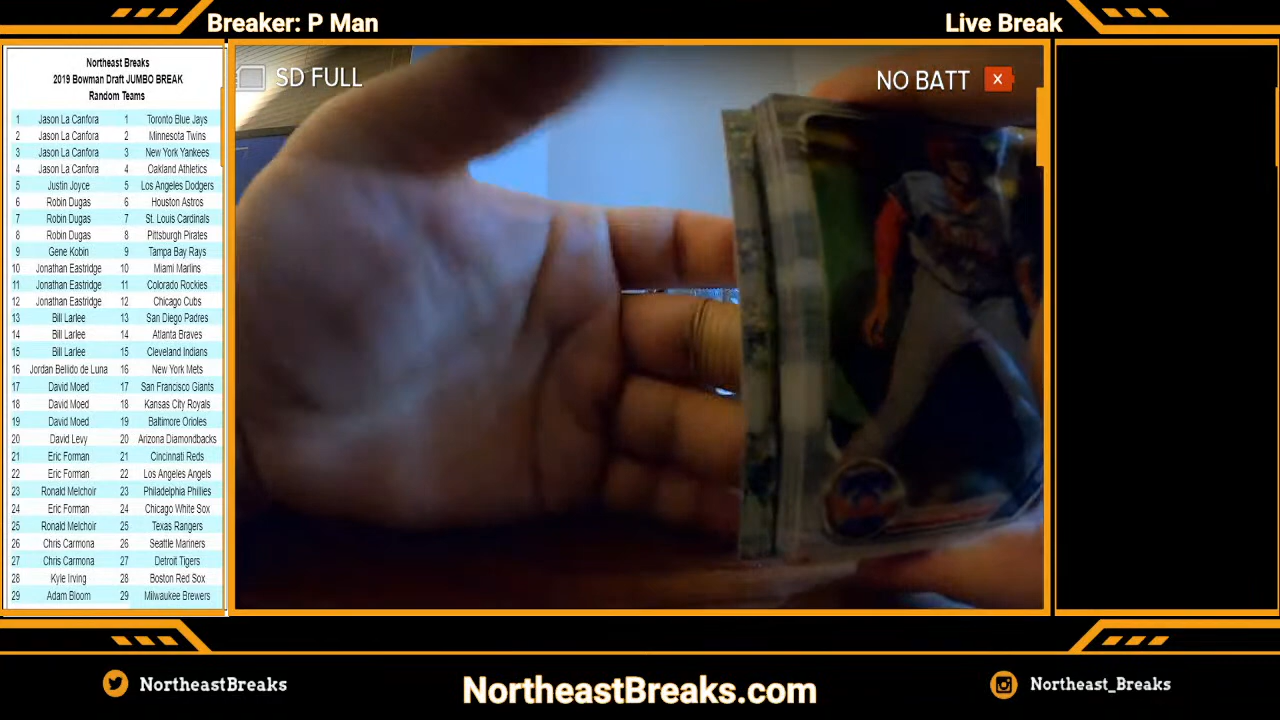 Breaker: P Man
Live Break
Northeast Breaks
2019 Bowman Draft JUMBO BREAK
Random Teams
1 Jason La Canfora 1 Toronto Blue Jays
2 Jason La Canfora 2 Minnesota Twins
3 Jason La Canfora 3 New York Yankees
4 Jason La Canfora 4 Oakland Athletics
5 Justin Joyce 5 Los Angeles Dodgers
6 Robin Dugas 6 Houston Astros
7 Robin Dugas 7 St. Louis Cardinals
8 Robin Dugas 8 Pittsburgh Pirates
9 Gene Kobin 9 Tampa Bay Rays
10 Jonathan Eastridge 10 Miami Marlins
11 Jonathan Eastridge 11 Colorado Rockies
12 Jonathan Eastridge 12 Chicago Cubs
13 Bill Larlee 13 San Diego Padres
14 Bill Larlee 14 Atlanta Braves
15 Bill Larlee 15 Cleveland Indians
16 Jordan Bellido de Luna 16 New York Mets
17 David Moed 17 San Francisco Giants
18 David Moed 18 Kansas City Royals
19 David Moed 19 Baltimore Orioles
20 David Levy 20 Arizona Diamondbacks
21 Eric Forman 21 Cincinnati Reds
22 Eric Forman 22 Los Angeles Angels
23 Ronald Melchoir 23 Philadelphia Phillies
24 Eric Forman 24 Chicago White Sox
25 Ronald Melchoir 25 Texas Rangers
26 Chris Carmona 26 Seattle Mariners
27 Chris Carmona 27 Detroit Tigers
28 Kyle Irving 28 Boston Red Sox
29 Adam Bloom 29 Milwaukee Brewers
SD FULL
NO BATT
NortheastBreaks
NortheastBreaks.com
Northeast_Breaks